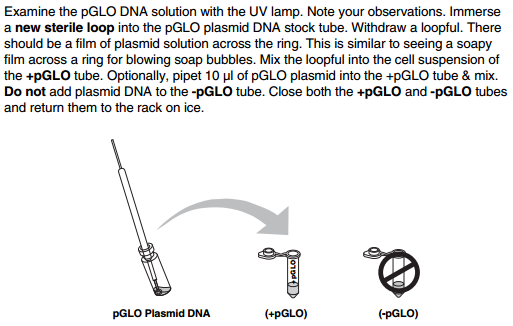 Examine the pGLO DNA solution with the UV lamp. Note your observations. Immerse
a new sterile loop into the pGLO plasmid DNA stock tube. Withdraw a loopful. There
should be a film of plasmid solution across the ring. This is similar to seeing a soapy
film across a ring for blowing soap bubbles. Mix the loopful into the cell suspension of
the +pGLO tube. Optionally, pipet 10 µl of pGLO plasmid into the +pGLO tube & mix.
Do not add plasmid DNA to the -pGLO tube. Close both the +pGLO and -pGLO tubes
and return them to the rack on ice.
+pGLO
pGLO Plasmid DNA
(+pGLO)
(-pGLO)